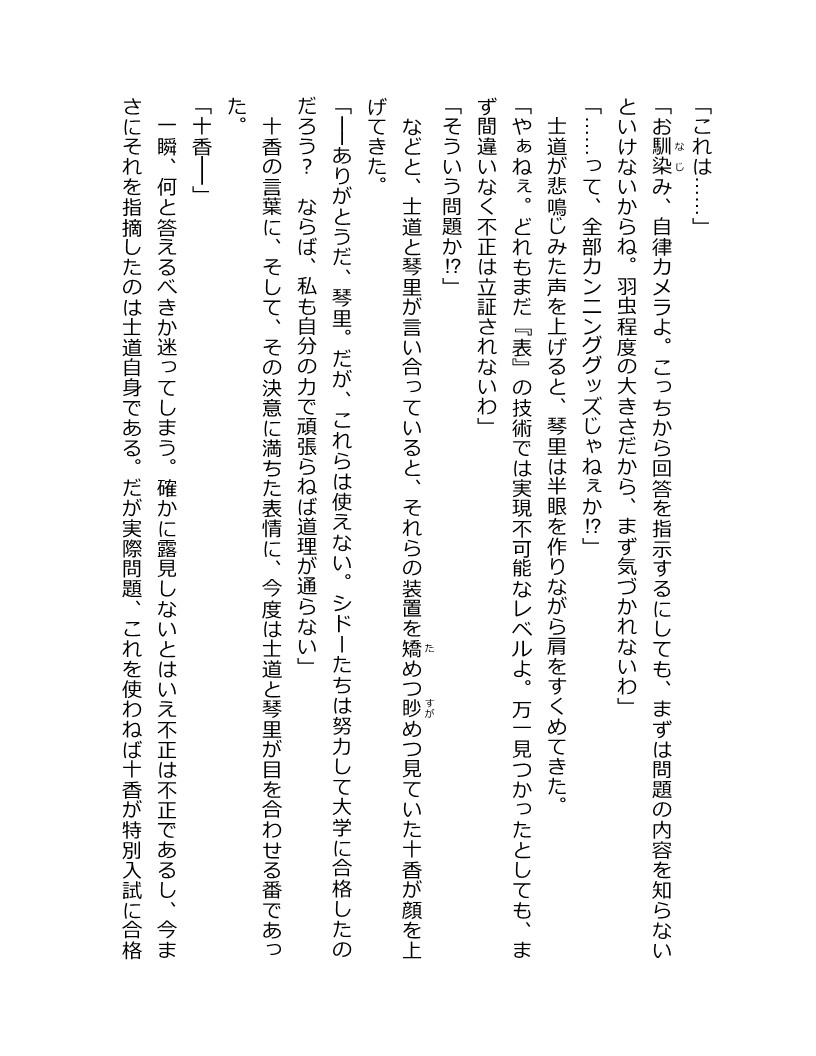 「これは……」
「お馴染み、自律カメラよ。こっちから回答を指示するにしても、まずは問題の内容を知らない
といけないからね。羽虫程度の大きさだから、まず気づかれないわ」
「……って、全部カンニンググッズじゃねぇか!?」
　士道が悲鳴じみた声を上げると、琴里は半眼を作りながら肩をすくめてきた。
「やぁねぇ。どれもまだ『表』の技術では実現不可能なレベルよ。万一見つかったとしても、ま
ず間違いなく不正は立証されないわ」
「そういう問題か!?」
　などと、士道と琴里が言い合っていると、それらの装置を矯めつ眇めつ見ていた十香が顔を上
げてきた。
「――ありがとうだ、琴里。だが、これらは使えない。シドーたちは努力して大学に合格したの
だろう？　ならば、私も自分の力で頑張らねば道理が通らない」
　十香の言葉に、そして、その決意に満ちた表情に、今度は士道と琴里が目を合わせる番であっ
た。
「十香――」
　一瞬、何と答えるべきか迷ってしまう。確かに露見しないとはいえ不正は不正であるし、今ま
さにそれを指摘したのは士道自身である。だが実際問題、これを使わねば十香が特別入試に合格